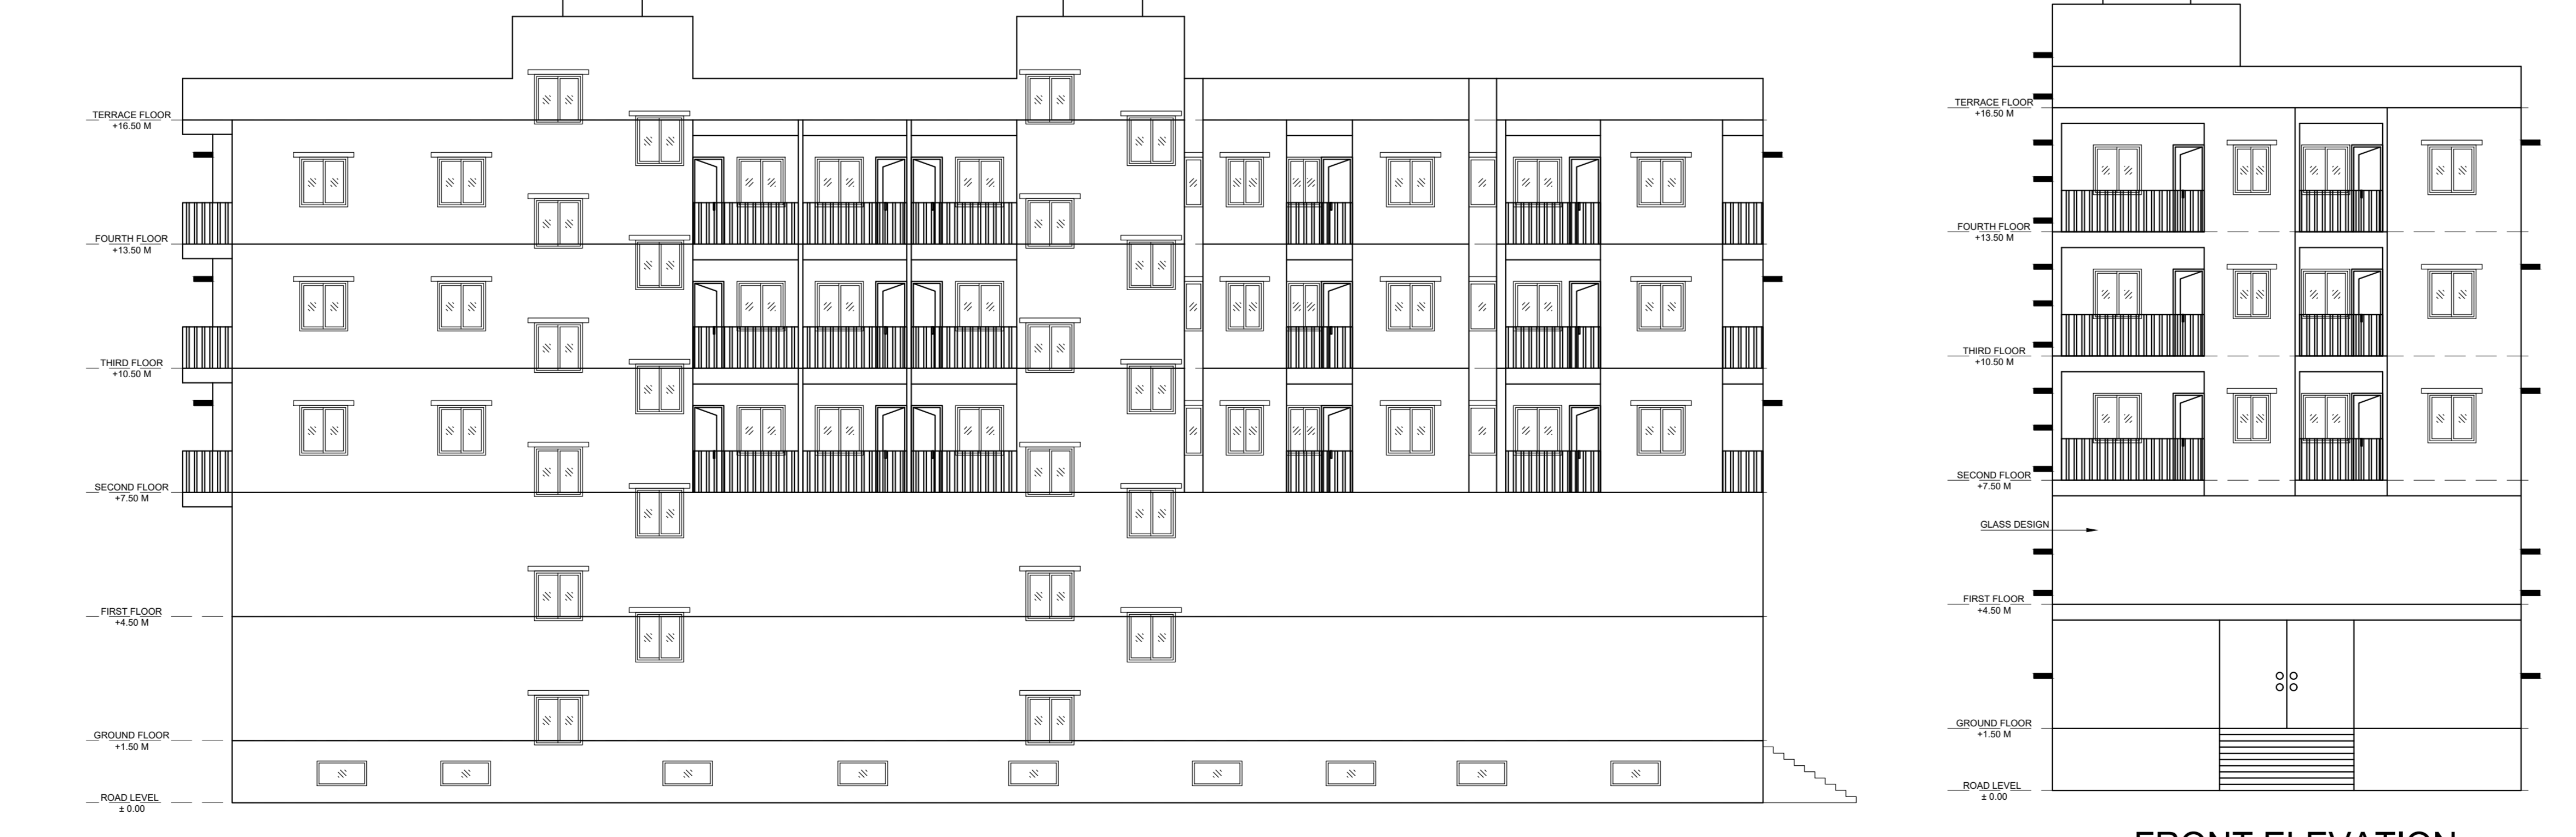 TERRACE FLOOR
+16.50 M
FOURTH FLOOR
+13.50 M
THIRD FLOOR
+10.50 M
SECOND FLOOR
+7.50 M
FIRST FLOOR
+4.50 M
GROUND FLOOR
+1.50 M
ROAD LEVEL
± 0.00
TERRACE FLOOR
+16.50 M
FOURTH FLOOR
+13.50 M
THIRD FLOOR
+10.50 M
SECOND FLOOR
+7.50 M
GLASS DESIGN
FIRST FLOOR
+4.50 M
GROUND FLOOR
+1.50 M
ROAD LEVEL
± 0.00
FRONT ELEVATION